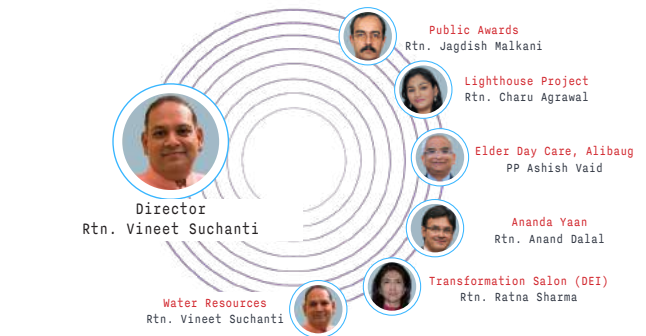 Public Awards
Rtn. Jagdish Malkani
Lighthouse Project
Rtn. Charu Agrawal
Elder Day Care, Alibaug
PP Ashish Vaid
Director
Rtn. Vineet Suchanti
Ananda Yaan
Rtn. Anand Dalal
Transformation Salon (DEI)
Rtn. Ratna Sharma
Water Resources
Rtn. Vineet Suchanti